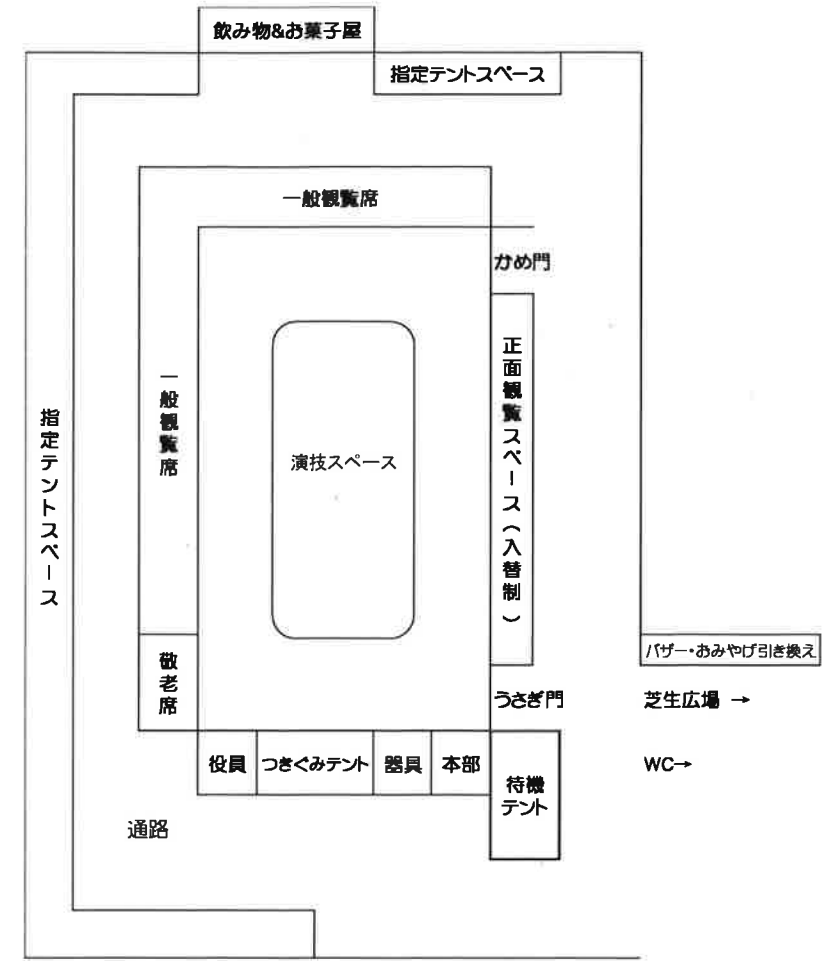 飲み物&お菓子屋
指定テントスペース
一般観覧席
かめ門
正面観覧スペース(入替制)
一般観覧席
指定テントスペース
演技スペース
敬老席
バザー・おみやげ引き換え
うさぎ門
芝生広場 →
役員
つきぐみテント
器具
本部
待機
テント
WC→
通路